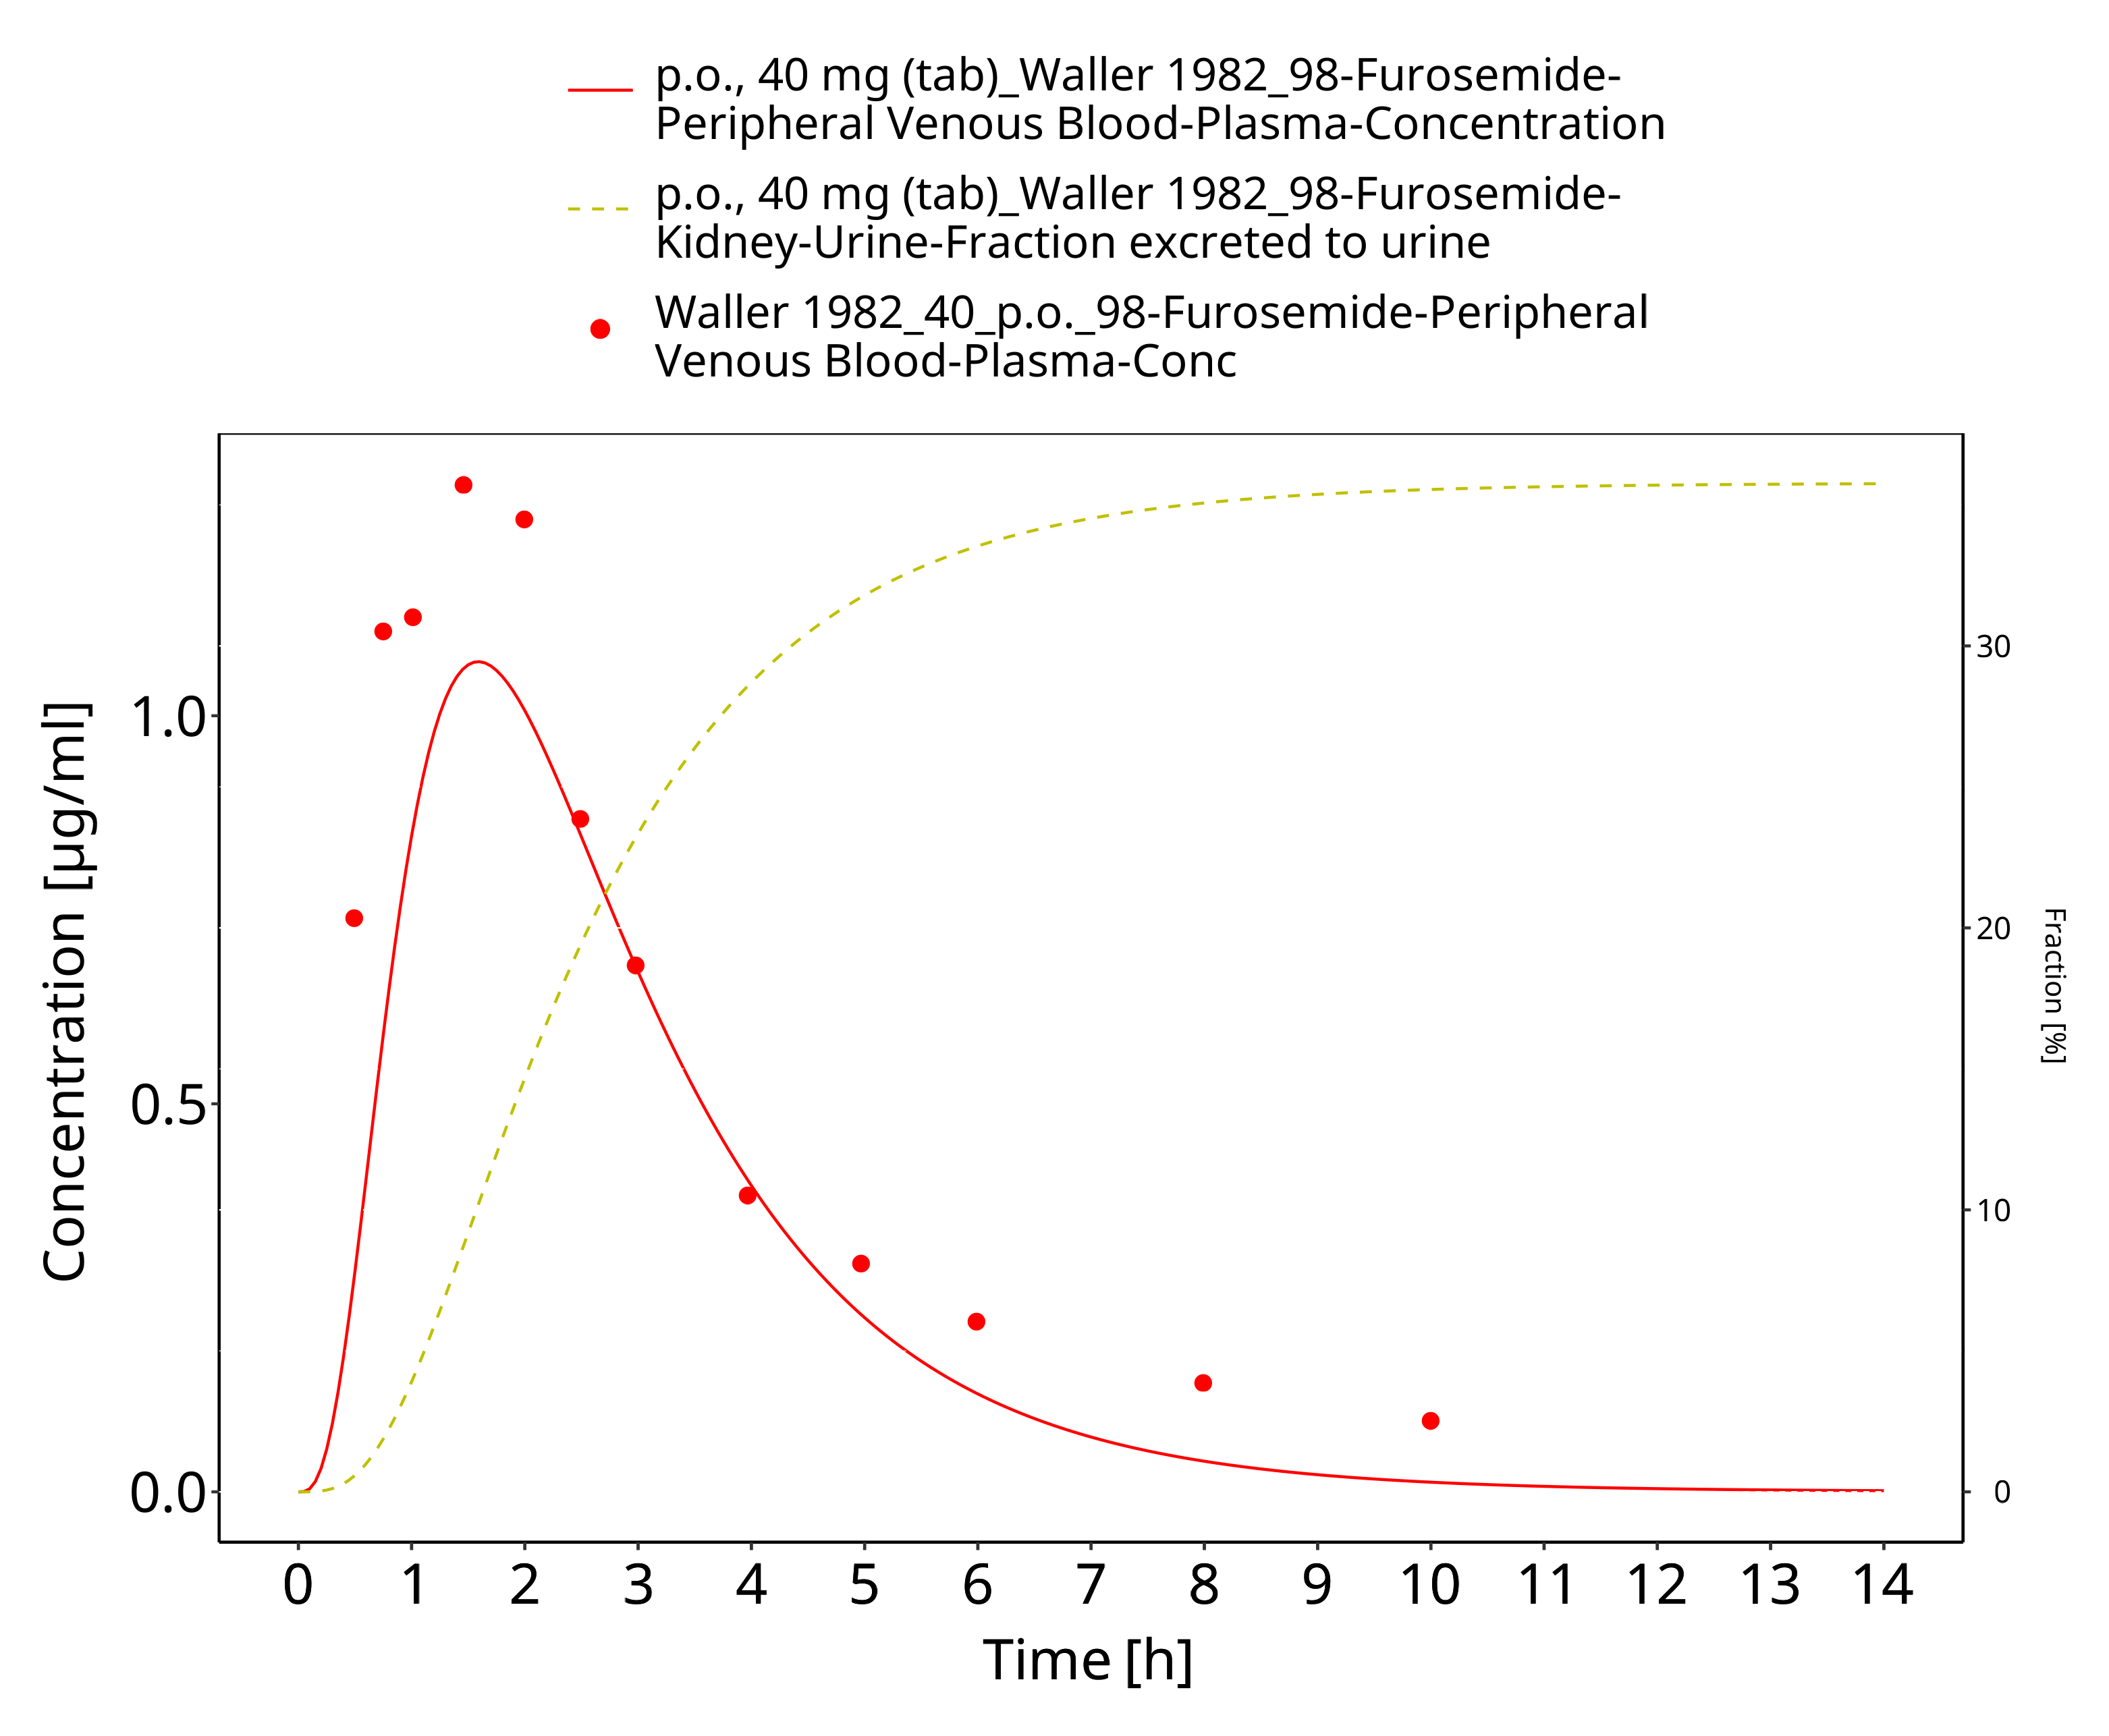 p.o., 40 mg (tab)_Waller 1982_98-Furosemide-
Peripheral Venous Blood-Plasma-Concentration
p.o., 40 mg (tab)_Waller 1982_98-Furosemide-
Kidney-Urine-Fraction excreted to urine
Waller 1982_40_p.o._98-Furosemide-Peripheral
Venous Blood-Plasma-Conc
Concentration [µg/ml]
1.0
0.5
0.0
30
20
10
0
Fraction [%]
0 1 2 3 4 5 6 7 8 9 10 11 12 13 14
Time [h]